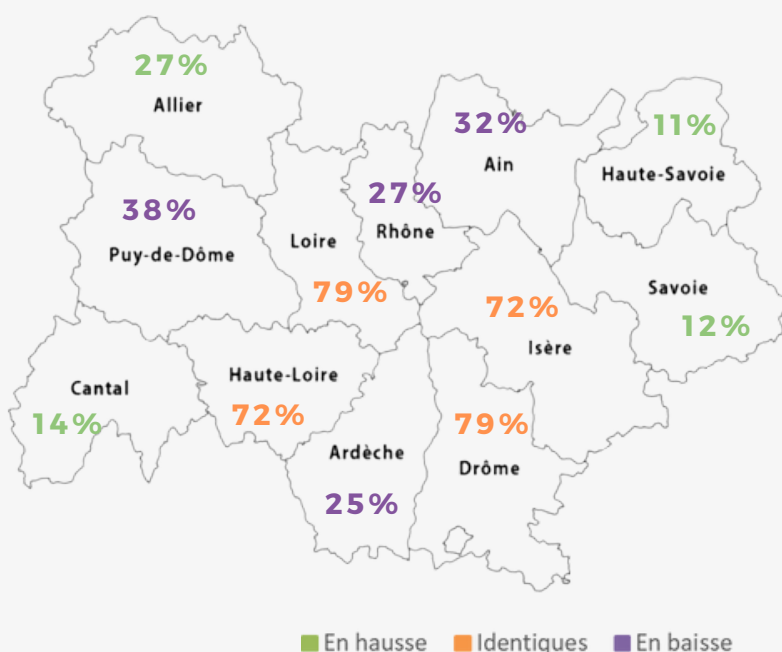 27%
Allier
32%
Ain
11%
Haute-Savoie
38%
Puy-de-Dôme
27%
Rhône
Loire
79%
Savoie
12%
72%
Isère
Cantal
14%
Haute-Loire
72%
Ardèche
25%
79%
Drôme
En hausse Identiques En baisse